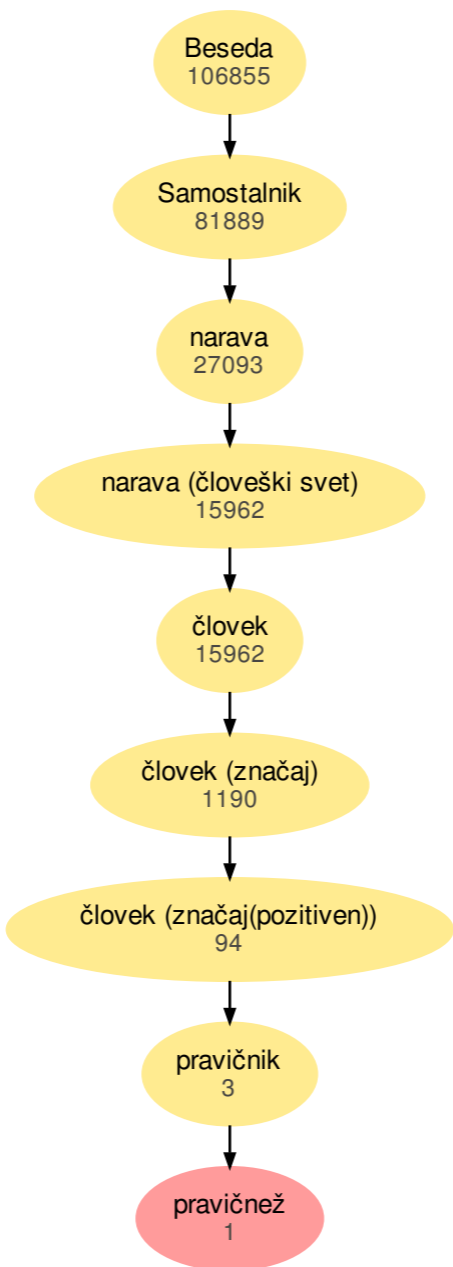 Beseda
106855
Samostalnik
81889
narava
27093
narava (človeški svet)
15962
človek
15962
človek (značaj)
1190
človek (značaj(pozitiven))
94
pravičnik
3
pravičnež
1